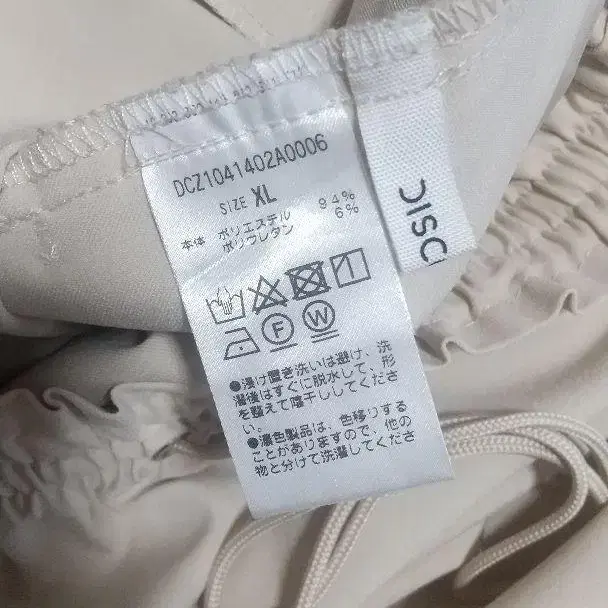 DCZ1041402A0006
SIZE XL
本体 ポリエステル 94%
ポリウレタン 6%
F W
●漬け置き洗いは避け、洗
濯後はすぐに脱水して、形
を整えて陰干ししてくださ
い。
●濃色製品は、色移りする
ことがありますので、他の
物と分けて洗濯してください。
DISC